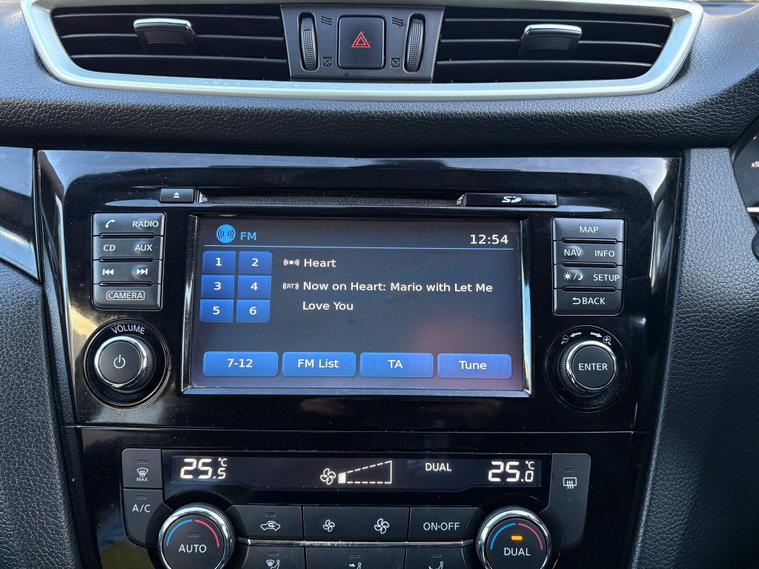 SD
RADIO
CD AUX
CAMERA
VOLUME
FM 12:54
1 2 Heart
3 4 (RT) Now on Heart: Mario with Let Me
Love You
5 6
7-12 FM List TA Tune
MAP
NAV INFO
SETUP
BACK
ENTER
MAX
A/C
25.5 °C DUAL 25.0 °C
AUTO
ON·OFF
DUAL